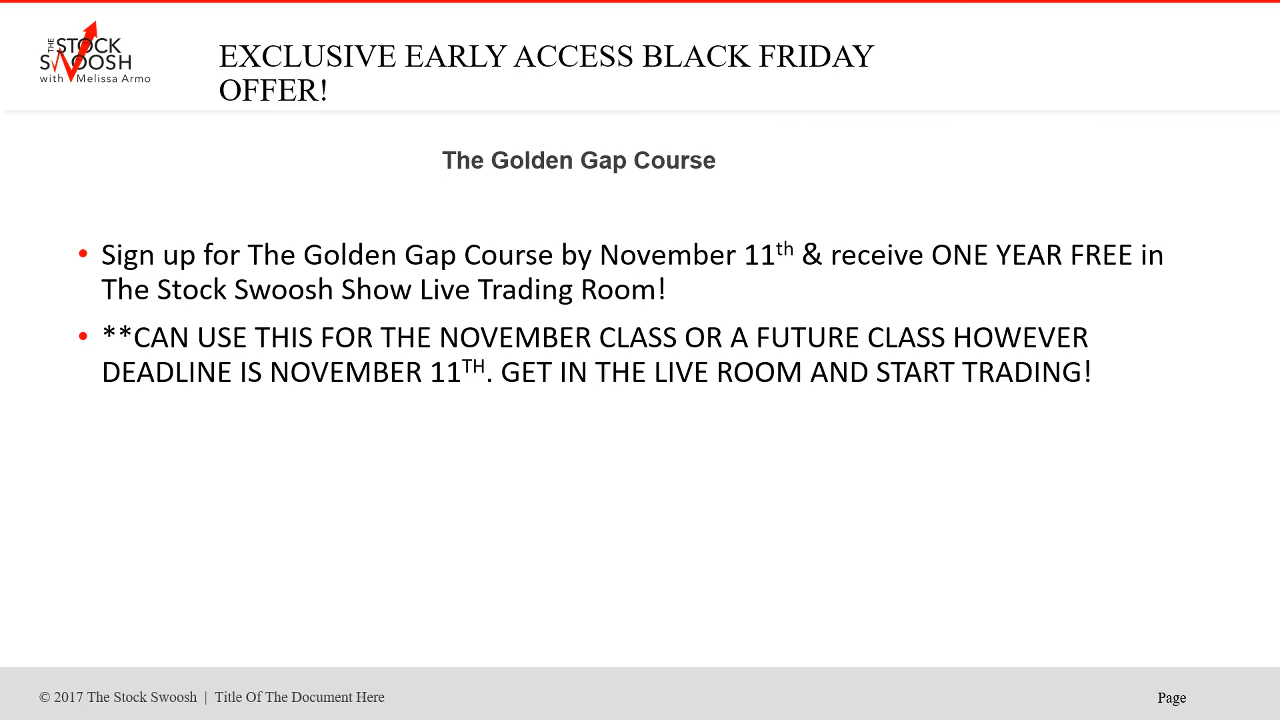 THE STOCK
SWOOSH
with Melissa Armo
EXCLUSIVE EARLY ACCESS BLACK FRIDAY
OFFER!
The Golden Gap Course
• Sign up for The Golden Gap Course by November 11th & receive ONE YEAR FREE in
The Stock Swoosh Show Live Trading Room!
• **CAN USE THIS FOR THE NOVEMBER CLASS OR A FUTURE CLASS HOWEVER
DEADLINE IS NOVEMBER 11TH. GET IN THE LIVE ROOM AND START TRADING!
© 2017 The Stock Swoosh | Title Of The Document Here
Page